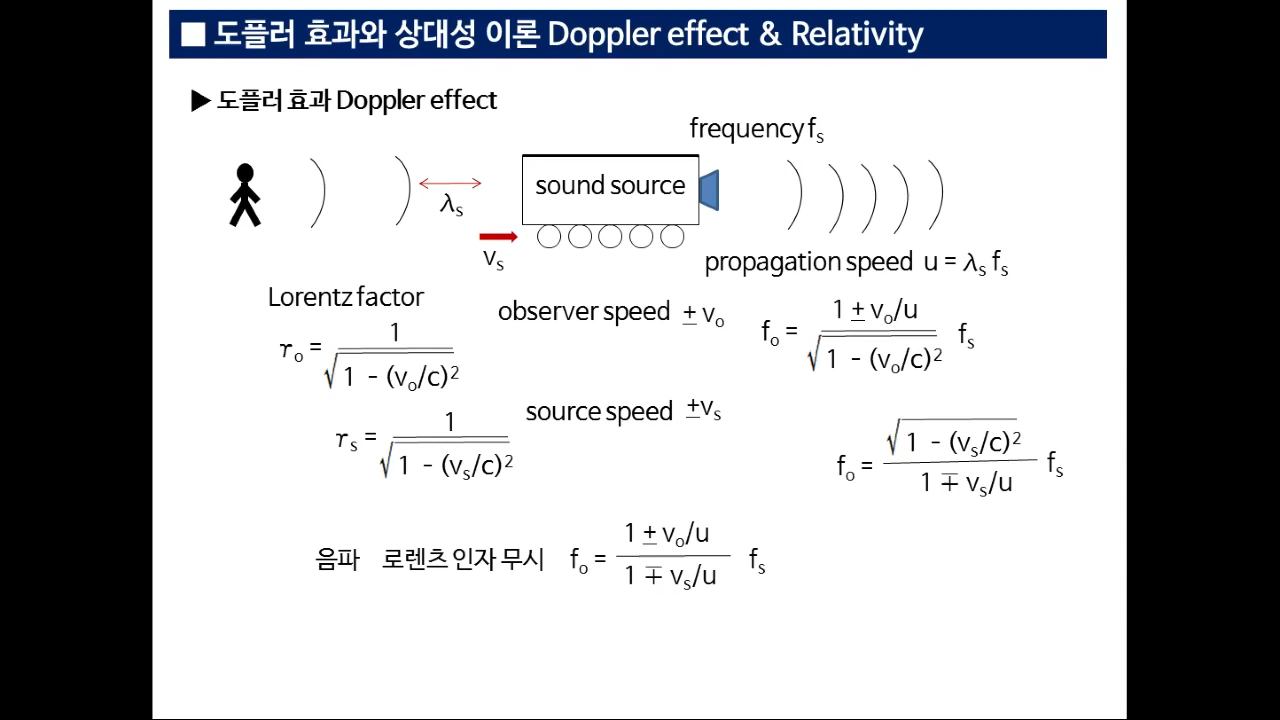 ■ 도플러 효과와 상대성 이론 Doppler effect & Relativity
▶ 도플러 효과 Doppler effect
frequency fₛ
sound source
λₛ
vₛ
propagation speed u = λₛ fₛ
Lorentz factor
observer speed ± vₒ
rₒ = 1 / √(1 - (vₒ/c)²)
fₒ = (1 ± vₒ/u) / √(1 - (vₒ/c)²) fₛ
source speed ±vₛ
rₛ = 1 / √(1 - (vₛ/c)²)
fₒ = √(1 - (vₛ/c)²) / (1 ∓ vₛ/u) fₛ
음파 로렌츠 인자 무시 fₒ = (1 ± vₒ/u) / (1 ∓ vₛ/u) fₛ